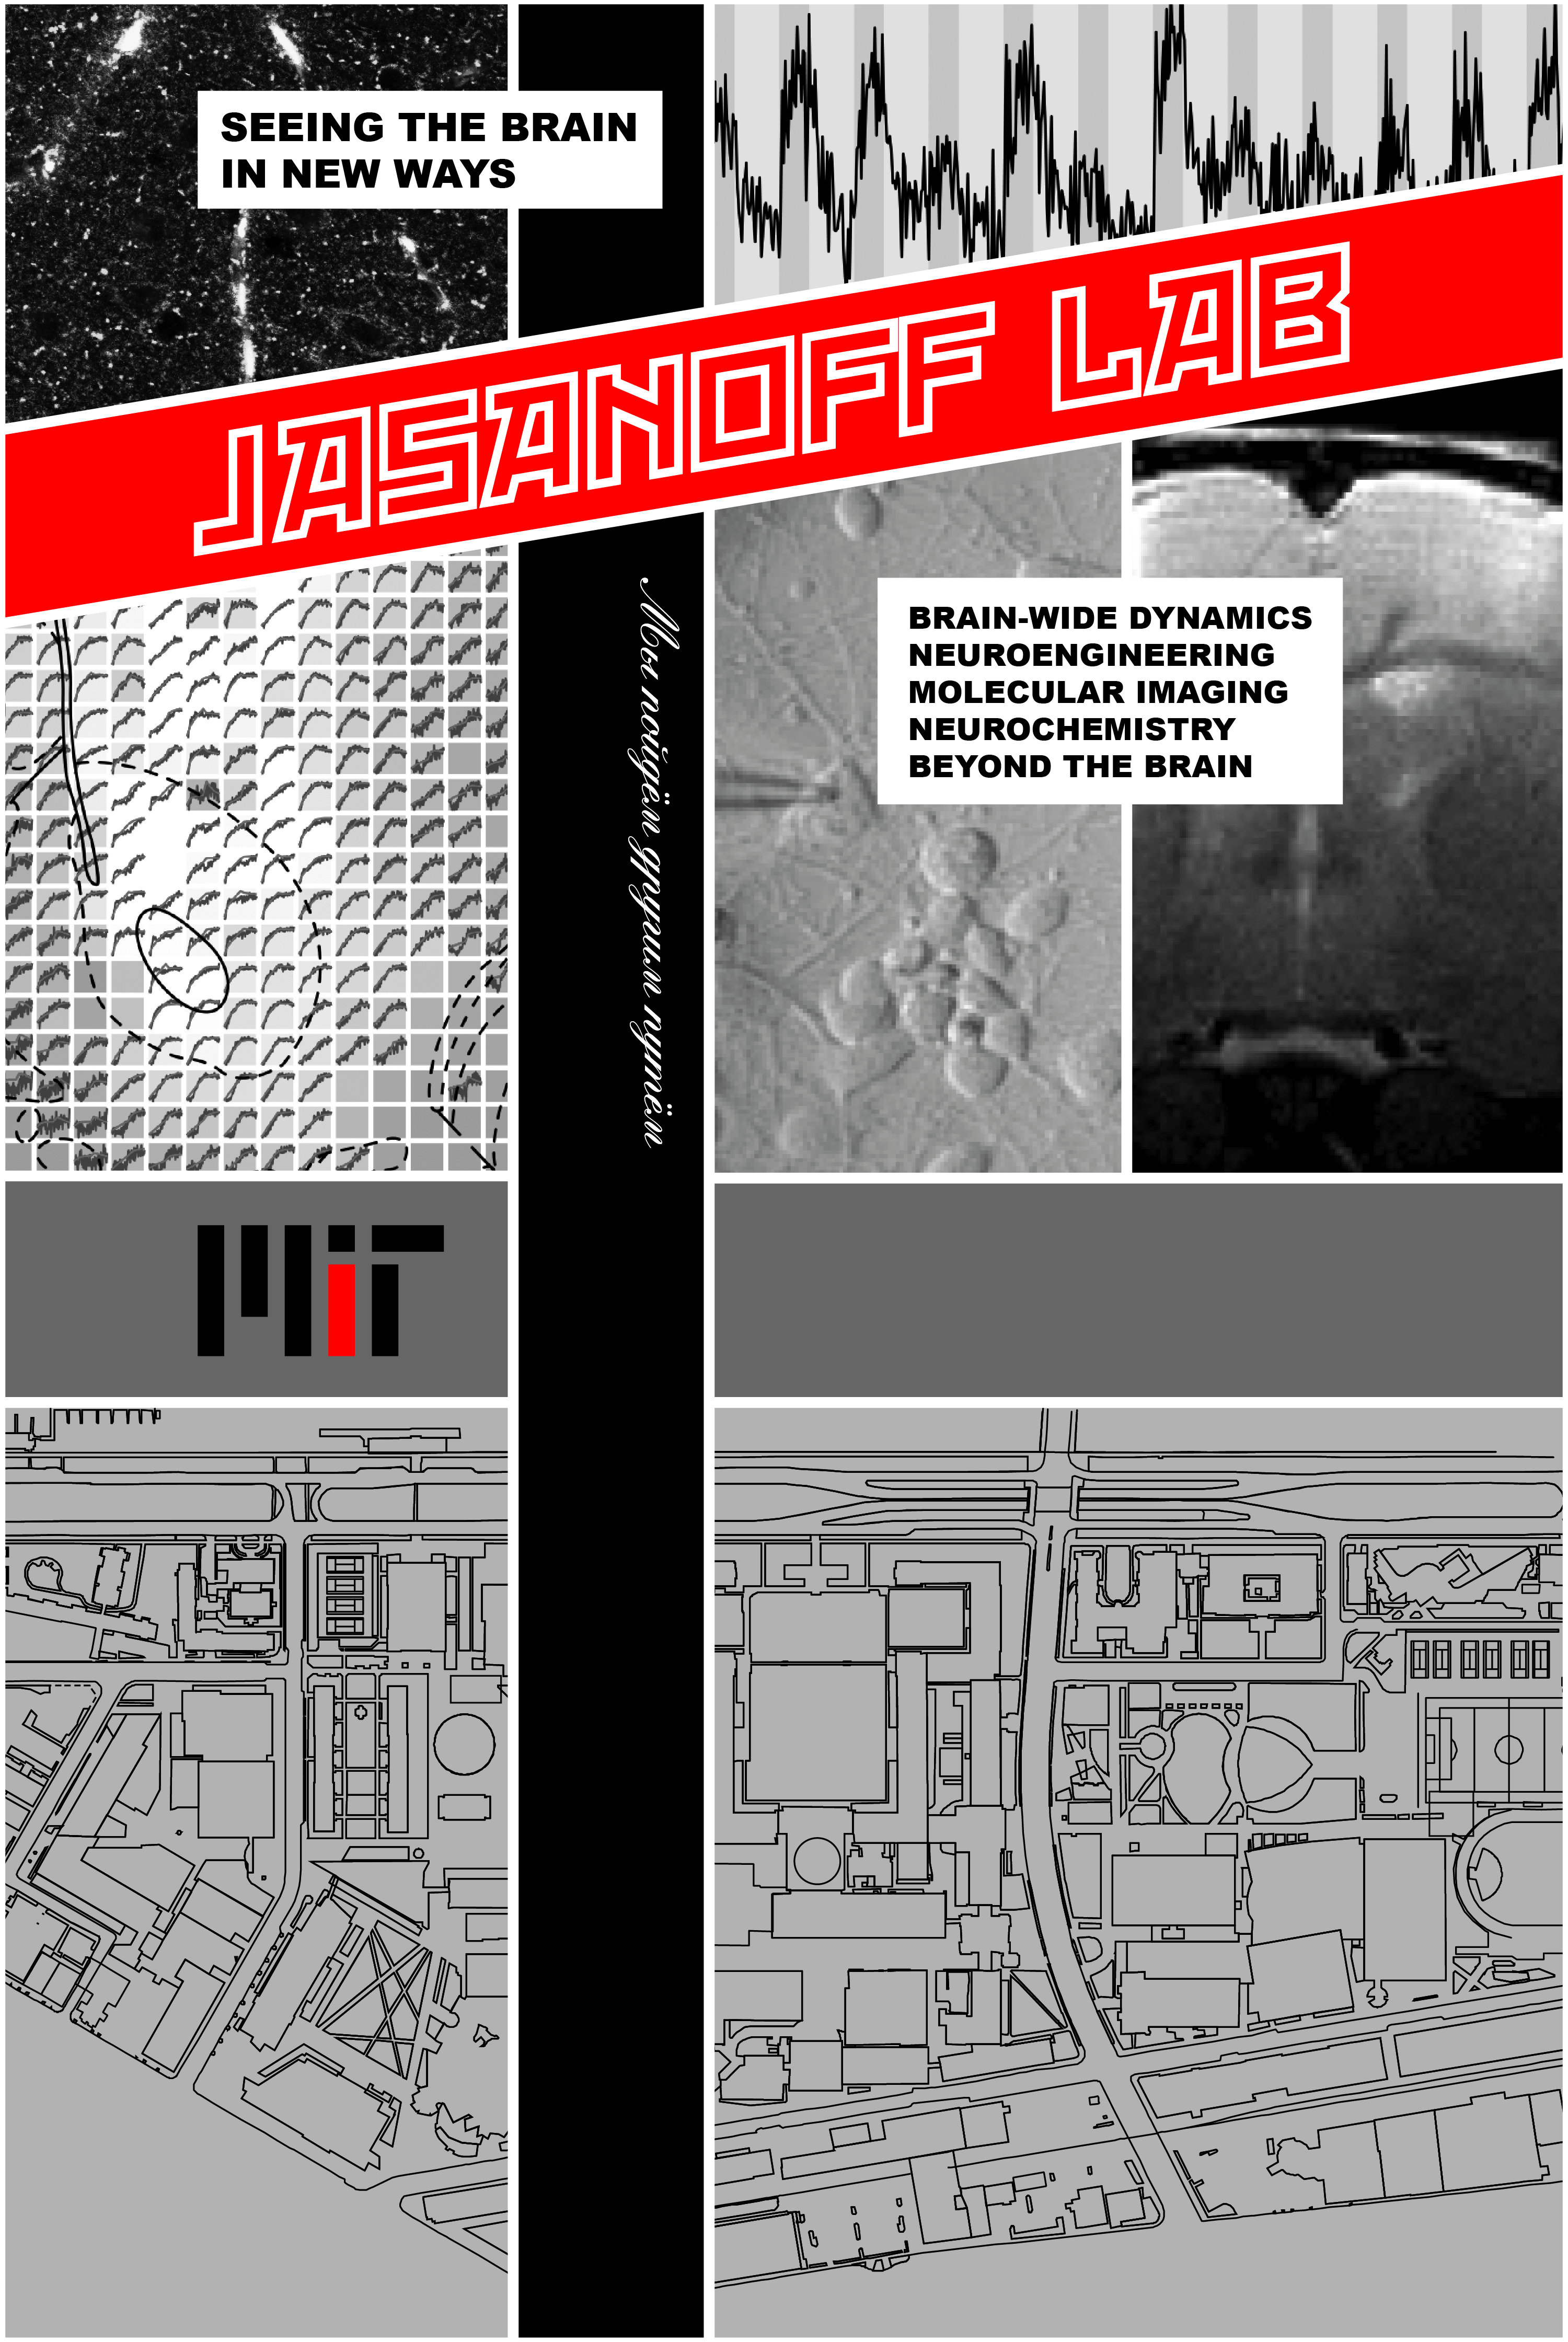 SEEING THE BRAIN
IN NEW WAYS
JASANOFF LAB
Мы пойдём другим путём
BRAIN-WIDE DYNAMICS
NEUROENGINEERING
MOLECULAR IMAGING
NEUROCHEMISTRY
BEYOND THE BRAIN
MiT